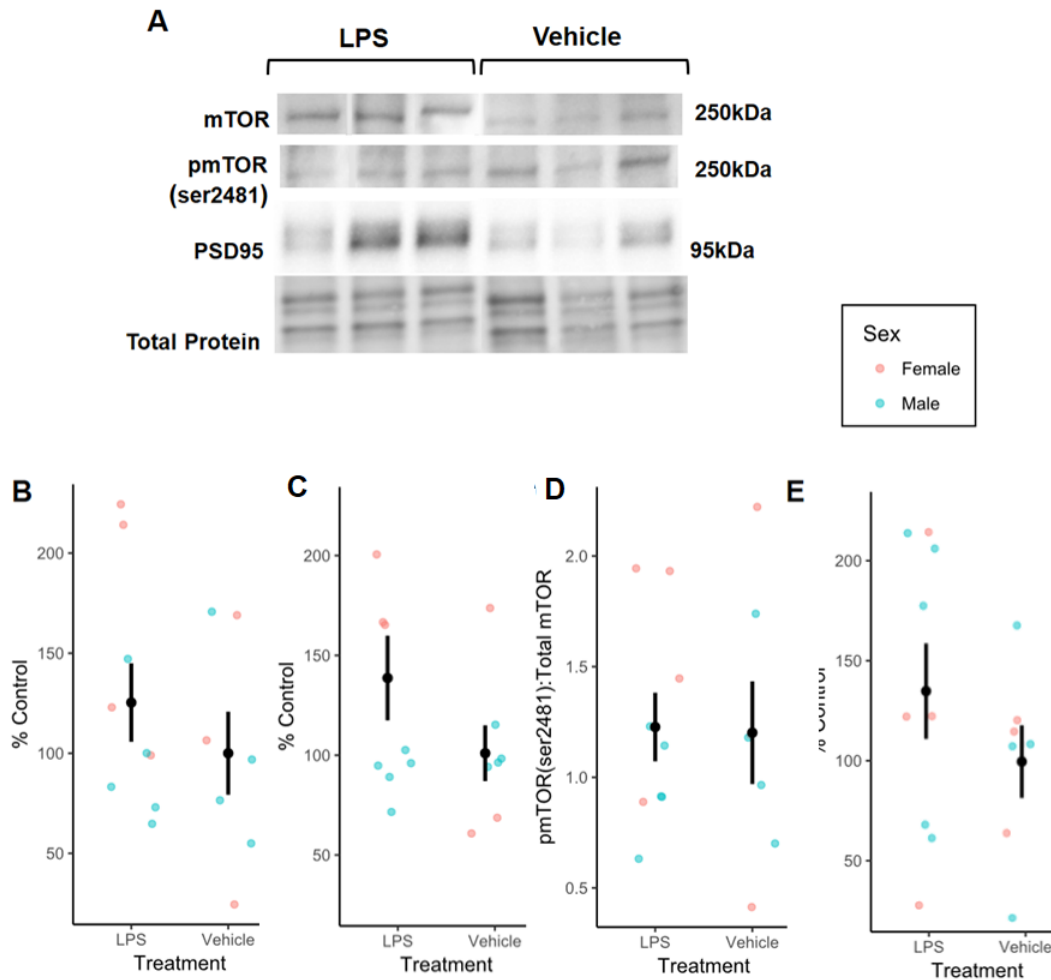 A
LPS
Vehicle
mTOR
250kDa
pmTOR
(ser2481)
250kDa
PSD95
95kDa
Total Protein
Sex
Female
Male
B
% Control
200
150
100
50
LPS
Vehicle
Treatment
C
% Control
200
150
100
50
LPS
Vehicle
Treatment
D
pmTOR(ser2481):Total mTOR
2.0
1.5
1.0
0.5
LPS
Vehicle
Treatment
E
% Control
200
150
100
50
LPS
Vehicle
Treatment